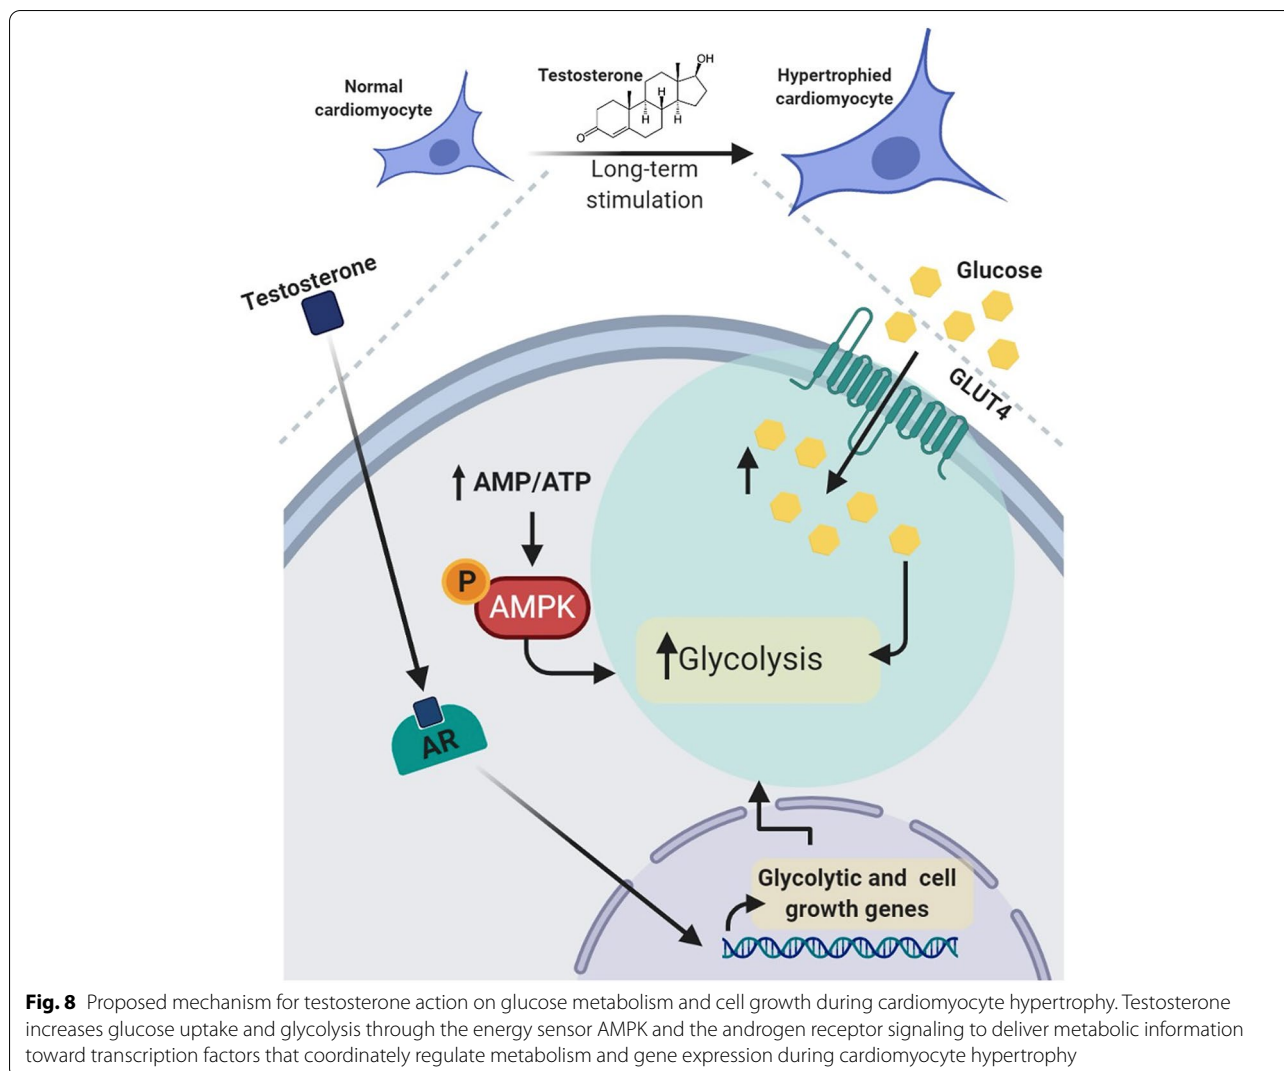 Normal
cardiomyocyte
Testosterone
OH
H
H
H
O
Long-term
stimulation
Hypertrophied
cardiomyocyte
Testosterone
Glucose
GLUT4
AMP/ATP
P
AMPK
Glycolysis
AR
Glycolytic and cell
growth genes
Fig. 8 Proposed mechanism for testosterone action on glucose metabolism and cell growth during cardiomyocyte hypertrophy. Testosterone
increases glucose uptake and glycolysis through the energy sensor AMPK and the androgen receptor signaling to deliver metabolic information
toward transcription factors that coordinately regulate metabolism and gene expression during cardiomyocyte hypertrophy